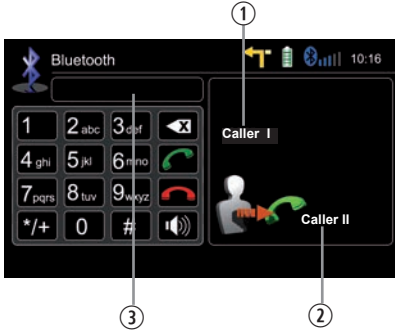 ①
Bluetooth 10:16
1 2 abc 3 def
Caller I
4 ghi 5 jkl 6 mno
7 pqrs 8 tuv 9 wxyz
Caller II
*/+ 0 #
③ ②